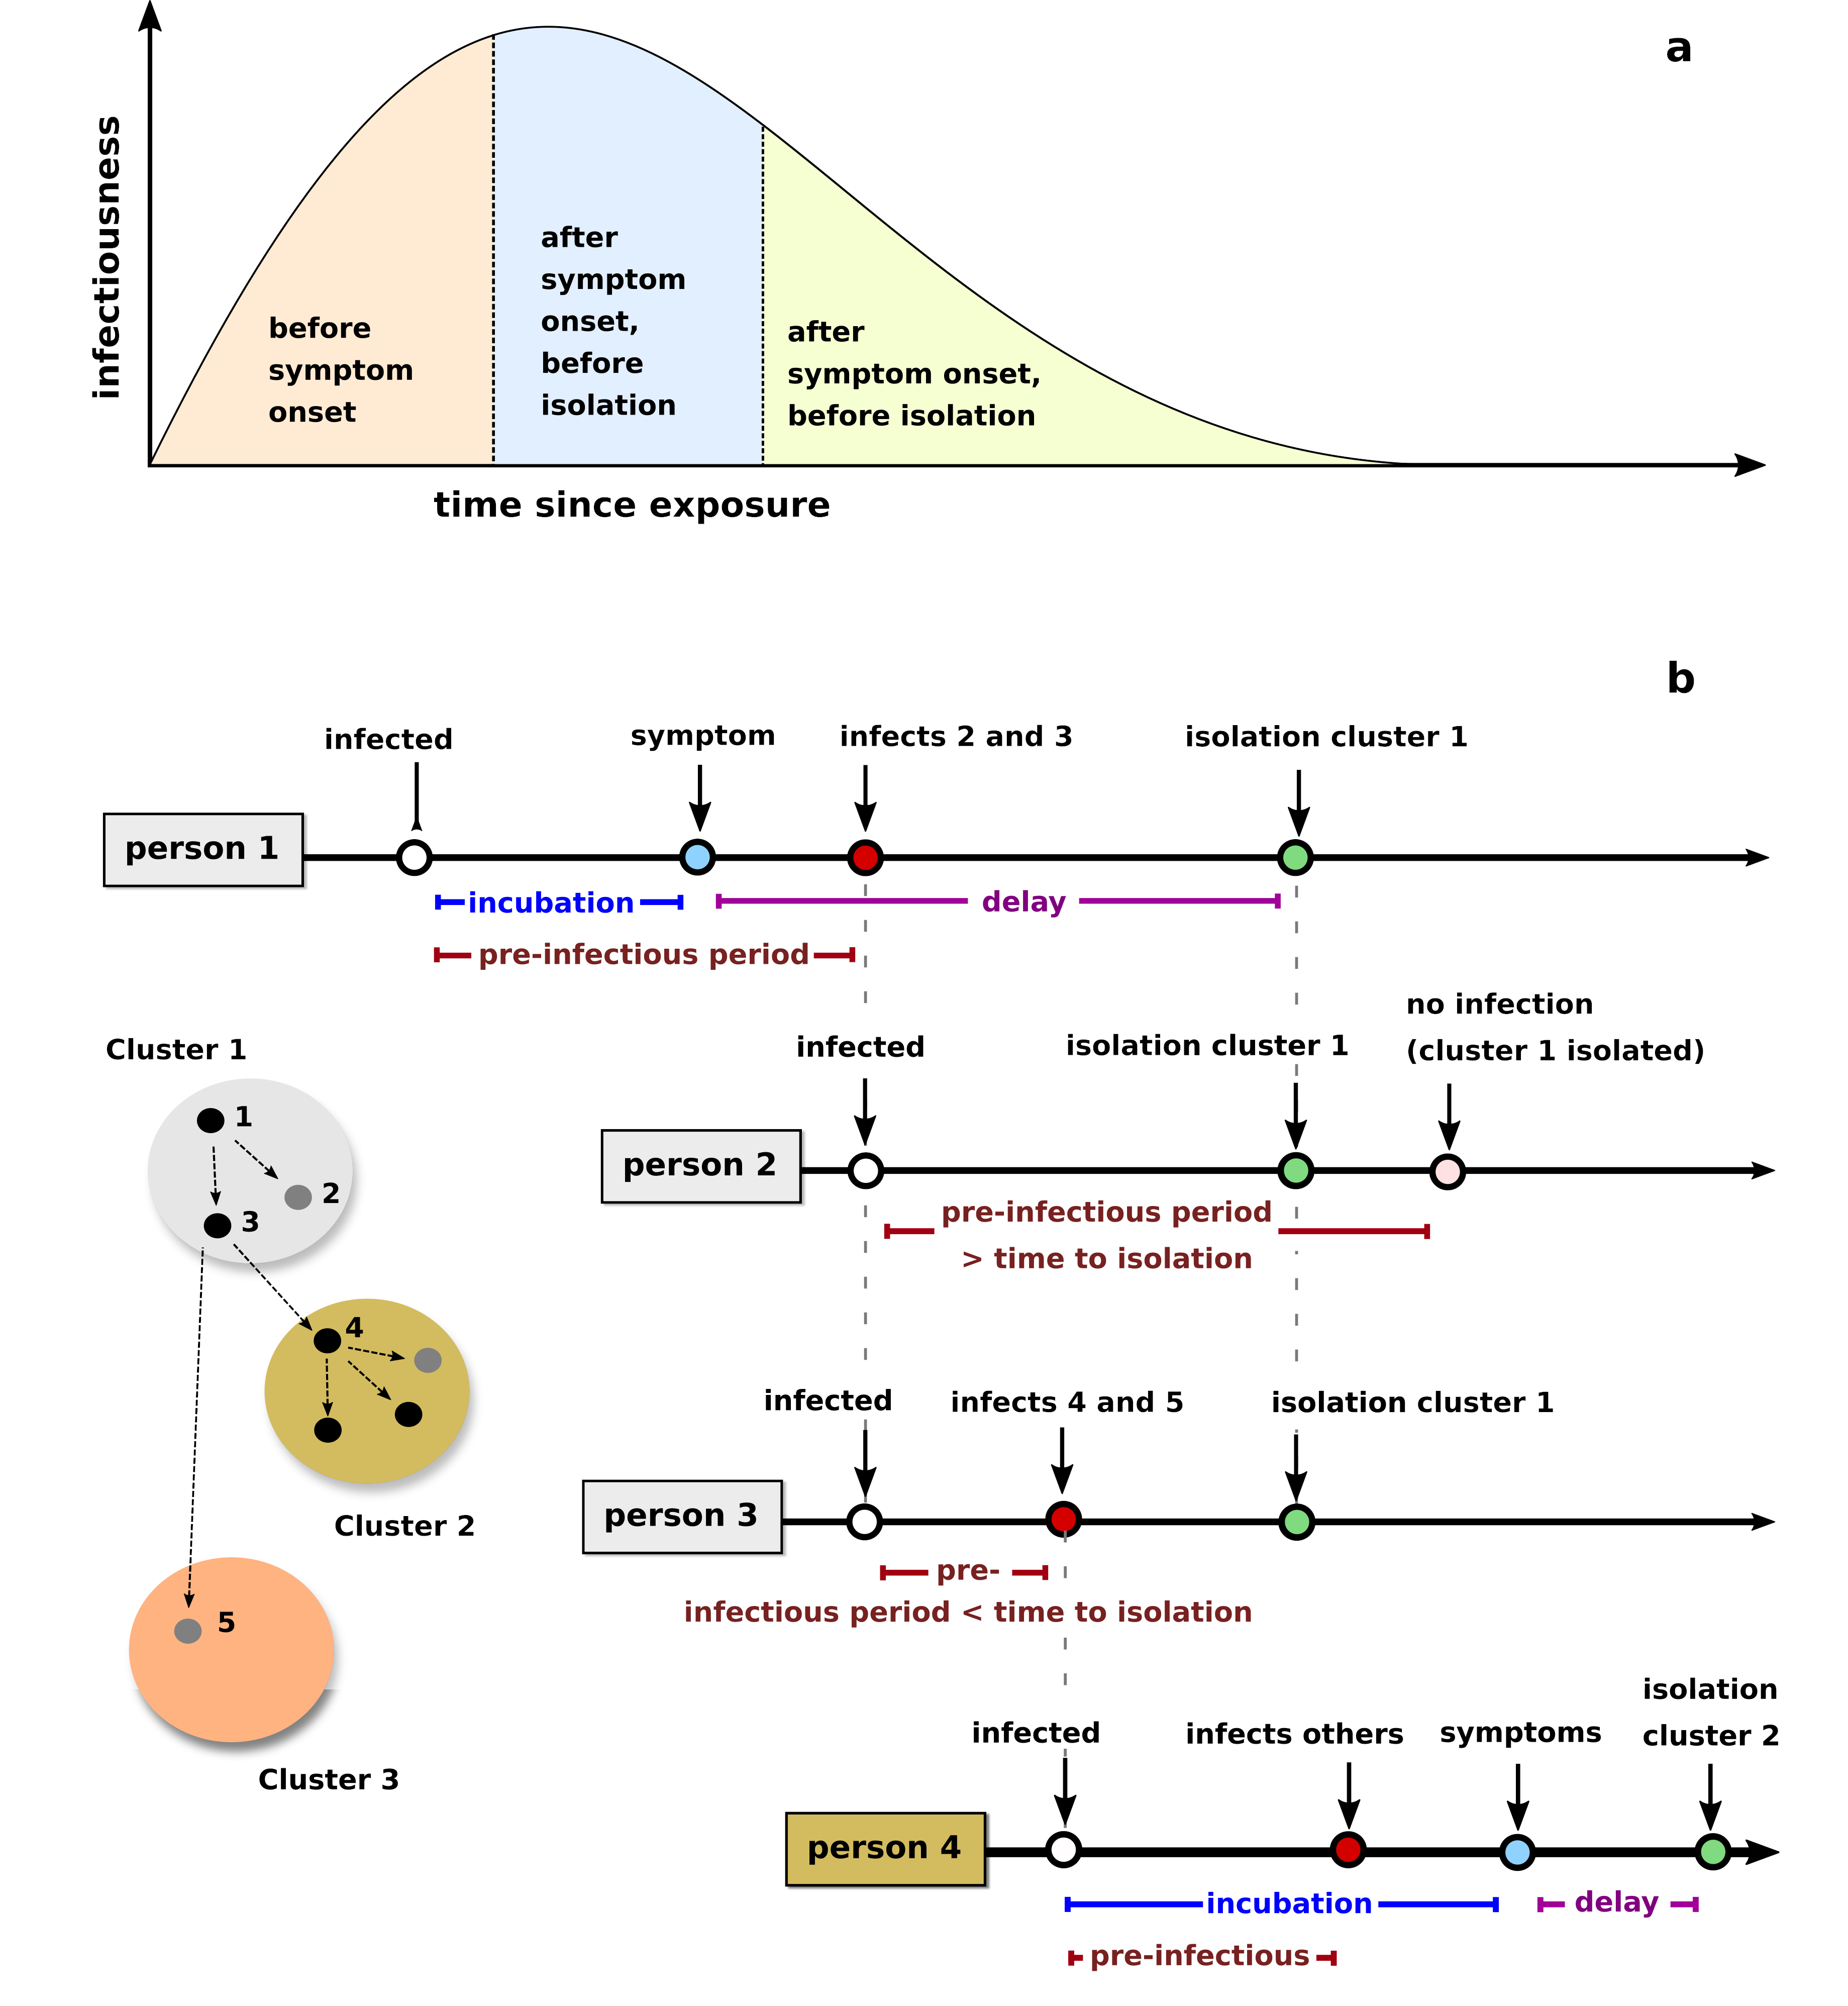 a
infectiousness
before
symptom
onset
after
symptom
onset,
before
isolation
after
symptom onset,
before isolation
time since exposure
b
infected
symptom
infects 2 and 3
isolation cluster 1
person 1
incubation
delay
pre-infectious period
Cluster 1
1
2
3
4
Cluster 2
5
Cluster 3
infected
isolation cluster 1
no infection
(cluster 1 isolated)
person 2
pre-infectious period
> time to isolation
infected
infects 4 and 5
isolation cluster 1
person 3
pre-
infectious period < time to isolation
infected
infects others
symptoms
isolation
cluster 2
person 4
incubation
delay
pre-infectious